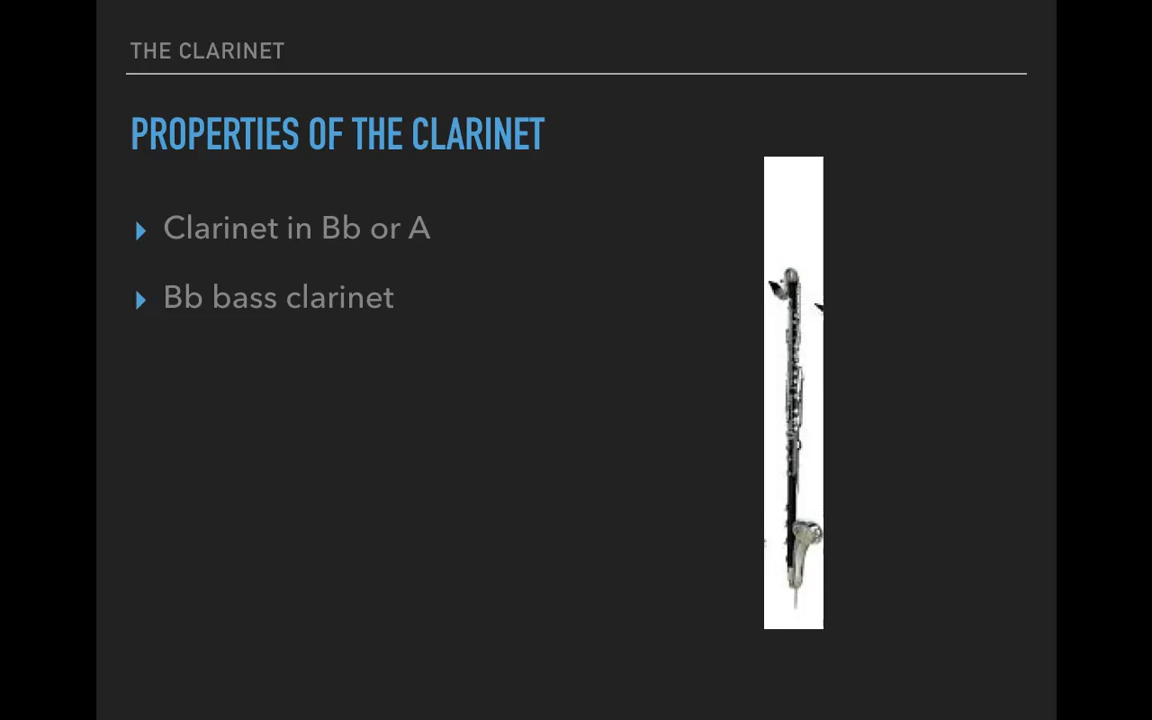 THE CLARINET
PROPERTIES OF THE CLARINET
Clarinet in Bb or A
Bb bass clarinet